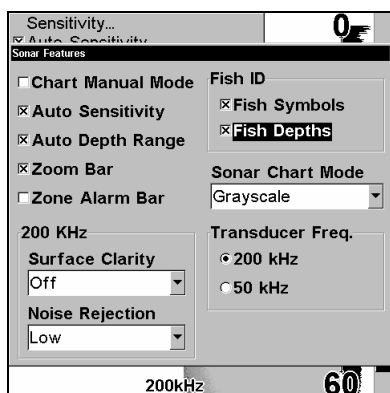 Sensitivity...
Auto Sensitivity
0
Sonar Features
Chart Manual Mode
Auto Sensitivity
Auto Depth Range
Zoom Bar
Zone Alarm Bar
Fish ID
Fish Symbols
Fish Depths
Sonar Chart Mode
Grayscale
200 KHz
Surface Clarity
Off
Noise Rejection
Low
Transducer Freq.
200 kHz
50 kHz
200kHz
60